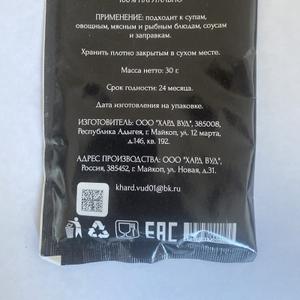 100% НАТУРАЛЬНО
ПРИМЕНЕНИЕ: подходит к супам,
овощным, мясным и рыбным блюдам, соусам
и заправкам.
Хранить плотно закрытым в сухом месте.
Масса нетто: 30 г.
Срок годности: 24 месяца.
Дата изготовления на упаковке.
ИЗГОТОВИТЕЛЬ: ООО "ХАРД ВУД", 385008,
Республика Адыгея, г. Майкоп, ул. 12 марта,
д.146, кв. 192.
АДРЕС ПРОИЗВОДСТВА: ООО "ХАРД ВУД",
Россия, 385452, г. Майкоп, ул. Новая, д.31.
khard.vud01@bk.ru
EAC